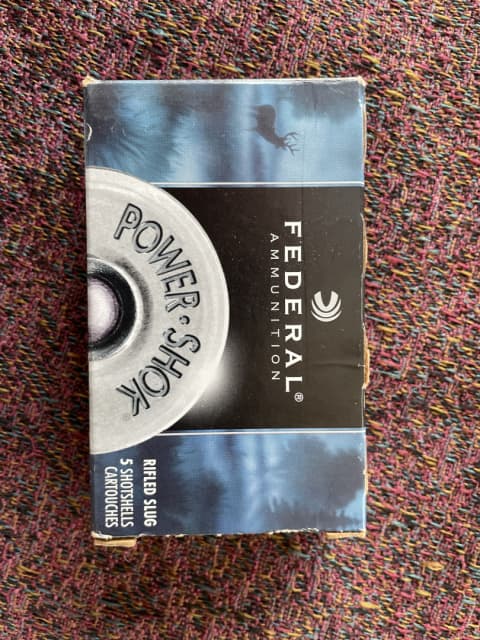 FEDERAL®
AMMUNITION
POWER·SHOK
RIFLED SLUG
5 SHOTSHELLS
CARTOUCHES